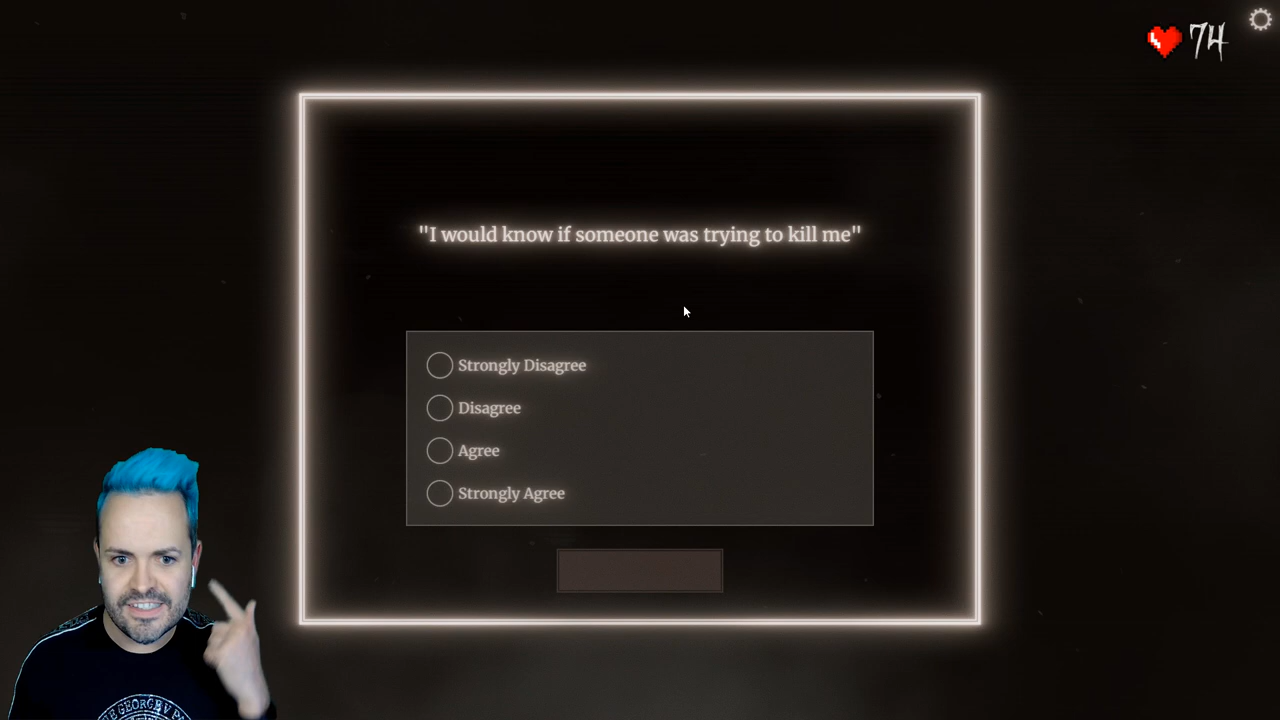 74
"I would know if someone was trying to kill me"
Strongly Disagree
Disagree
Agree
Strongly Agree